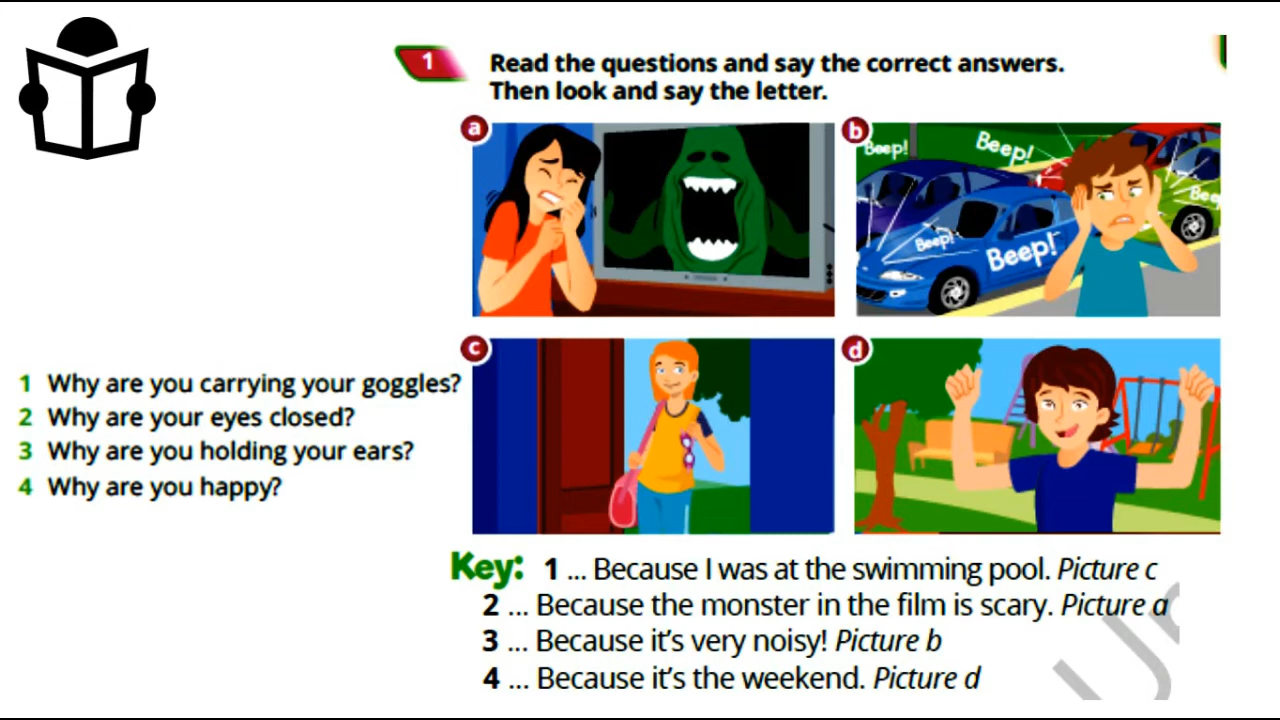 1
Read the questions and say the correct answers.
Then look and say the letter.
a
b
Beep!
Beep!
Beep!
Beep!
c
d
1 Why are you carrying your goggles?
2 Why are your eyes closed?
3 Why are you holding your ears?
4 Why are you happy?
Key: 1 ... Because I was at the swimming pool. Picture c
2 ... Because the monster in the film is scary. Picture a
3 ... Because it's very noisy! Picture b
4 ... Because it's the weekend. Picture d